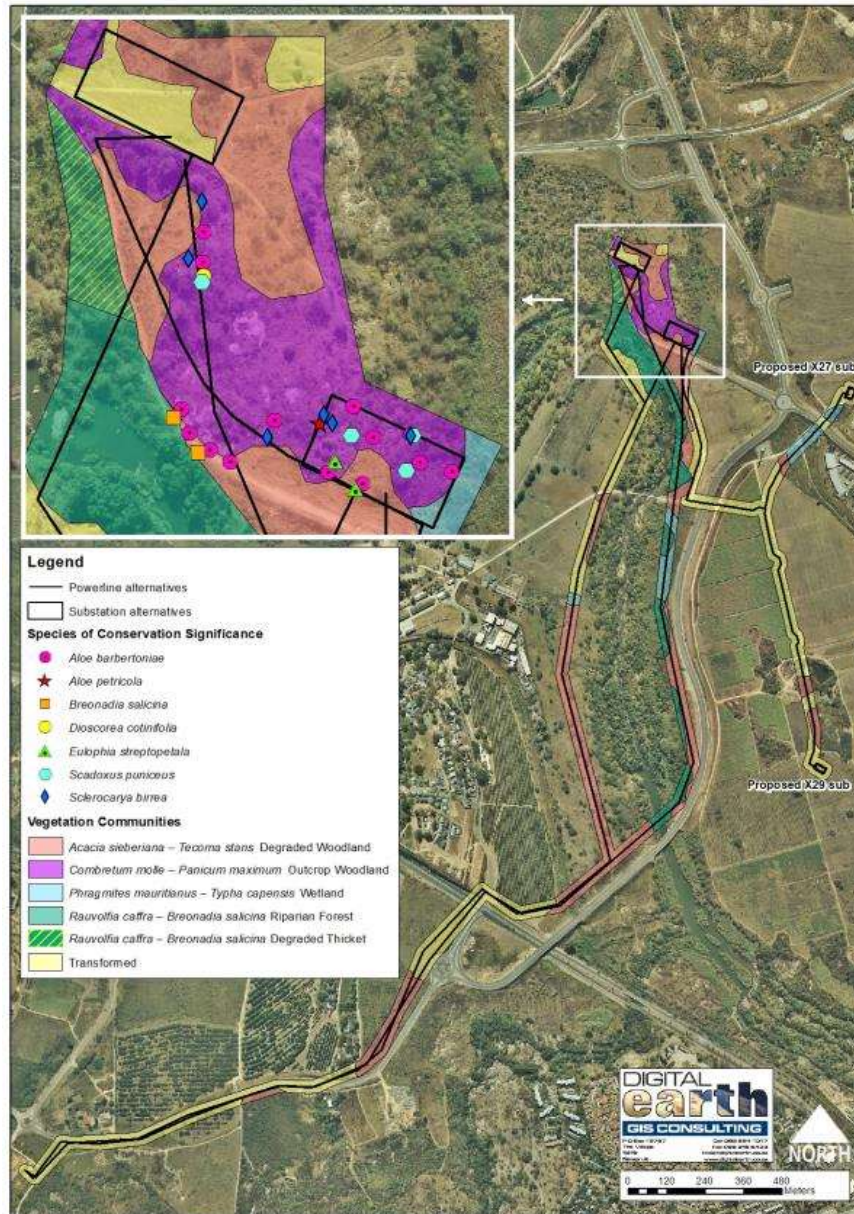 Proposed X27 sub
Proposed X29 sub
Legend
Powerline alternatives
Substation alternatives
Species of Conservation Significance
Aloe barbertoniae
Aloe petricola
Breonadia salicina
Dioscorea cotinifolia
Eulophia streptopetala
Scadoxus puniceus
Sclerocarya birrea
Vegetation Communities
Acacia sieberiana – Tecoma stans Degraded Woodland
Combretum molle – Panicum maximum Outcrop Woodland
Phragmites mauritianus – Typha capensis Wetland
Rauvolfia caffra – Breonadia salicina Riparian Forest
Rauvolfia caffra – Breonadia salicina Degraded Thicket
Transformed
DIGITAL
earth
GIS CONSULTING
NORTH
0 120 240 360 480
Meters